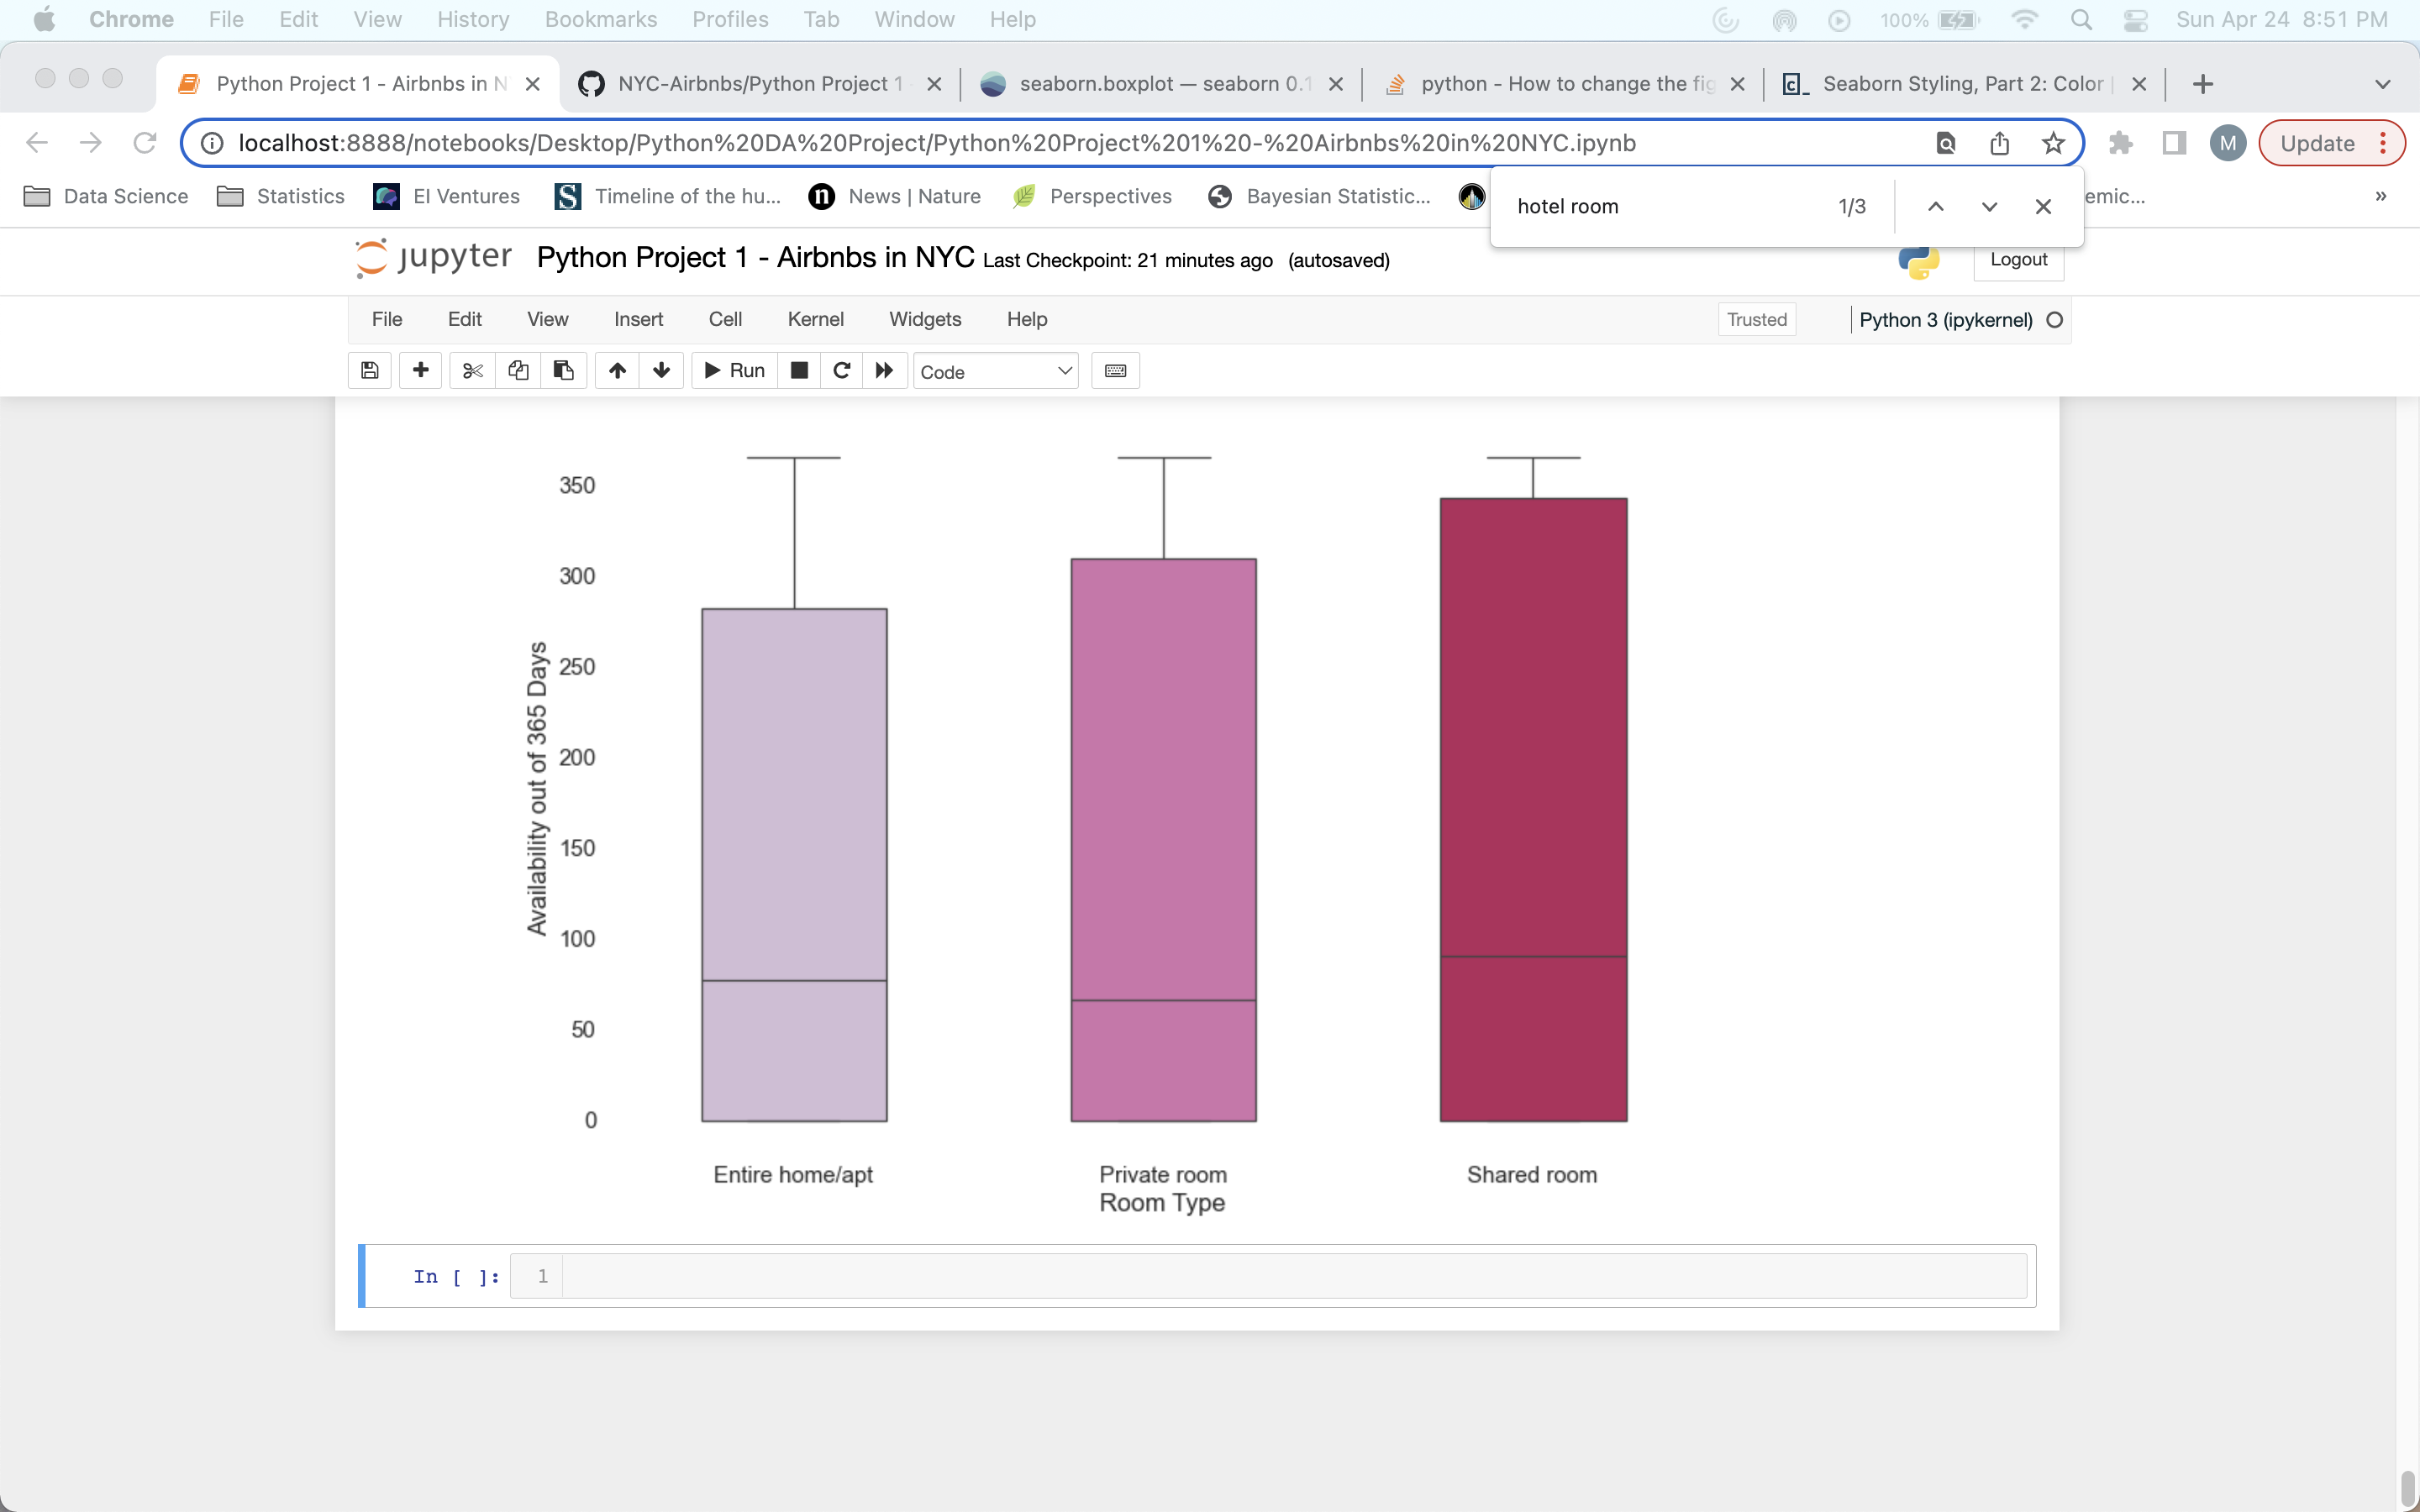 Chrome File Edit View History Bookmarks Profiles Tab Window Help 100% Sun Apr 24 8:51 PM
Python Project 1 - Airbnbs in N NYC-Airbnbs/Python Project 1 seaborn.boxplot — seaborn 0.1 python - How to change the fig Seaborn Styling, Part 2: Color
localhost:8888/notebooks/Desktop/Python%20DA%20Project/Python%20Project%201%20-%20Airbnbs%20in%20NYC.ipynb M Update
Data Science Statistics EI Ventures S Timeline of the hu... n News | Nature Perspectives Bayesian Statistic... emic... »
hotel room 1/3
jupyter Python Project 1 - Airbnbs in NYC Last Checkpoint: 21 minutes ago (autosaved) Logout
File Edit View Insert Cell Kernel Widgets Help Trusted Python 3 (ipykernel)
Run Code
350
300
250
200
150
100
50
0
Availability out of 365 Days
Entire home/apt Private room Shared room
Room Type
In [ ]: 1